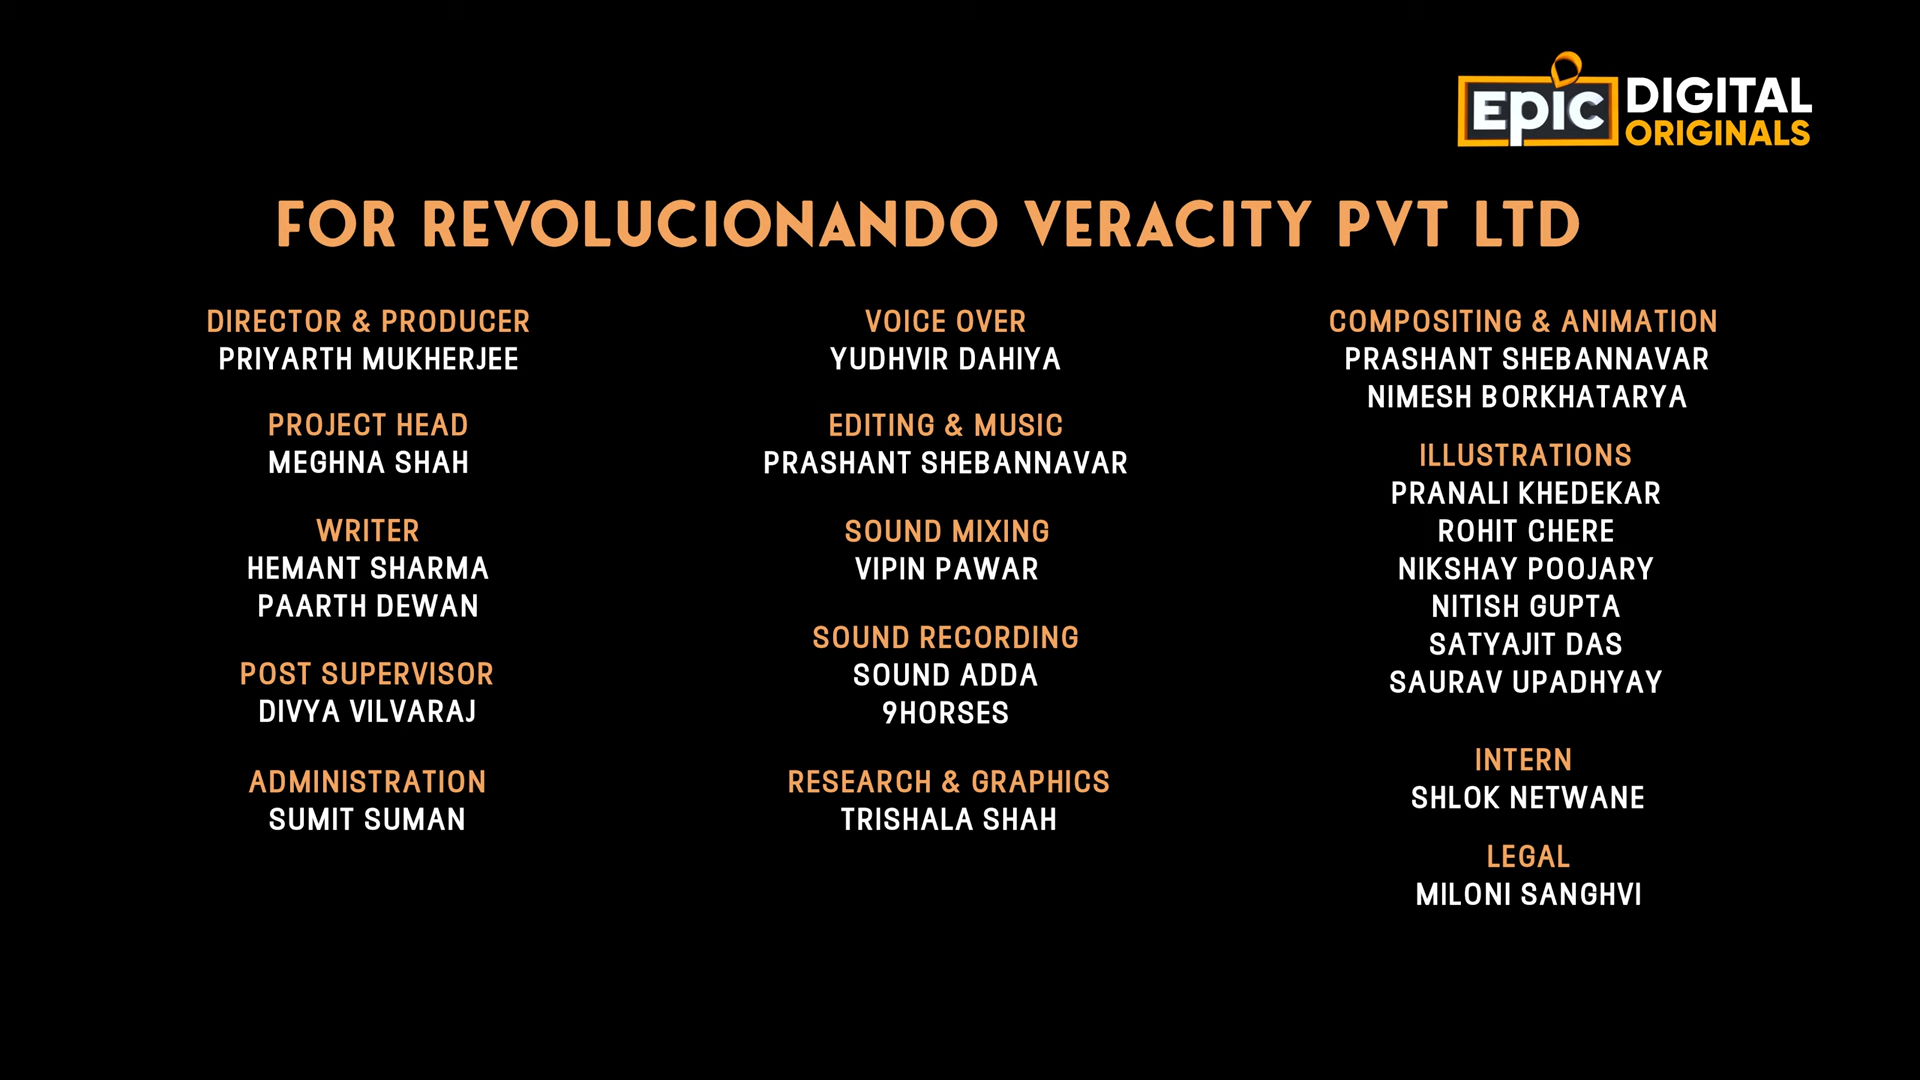 EPIC DIGITAL
ORIGINALS
FOR REVOLUCIONANDO VERACITY PVT LTD
DIRECTOR & PRODUCER
PRIYARTH MUKHERJEE
PROJECT HEAD
MEGHNA SHAH
WRITER
HEMANT SHARMA
PAARTH DEWAN
POST SUPERVISOR
DIVYA VILVARAJ
ADMINISTRATION
SUMIT SUMAN
VOICE OVER
YUDHVIR DAHIYA
EDITING & MUSIC
PRASHANT SHEBANNAVAR
SOUND MIXING
VIPIN PAWAR
SOUND RECORDING
SOUND ADDA
9HORSES
RESEARCH & GRAPHICS
TRISHALA SHAH
COMPOSITING & ANIMATION
PRASHANT SHEBANNAVAR
NIMESH BORKHATARYA
ILLUSTRATIONS
PRANALI KHEDEKAR
ROHIT CHERE
NIKSHAY POOJARY
NITISH GUPTA
SATYAJIT DAS
SAURAV UPADHYAY
INTERN
SHLOK NETWANE
LEGAL
MILONI SANGHVI